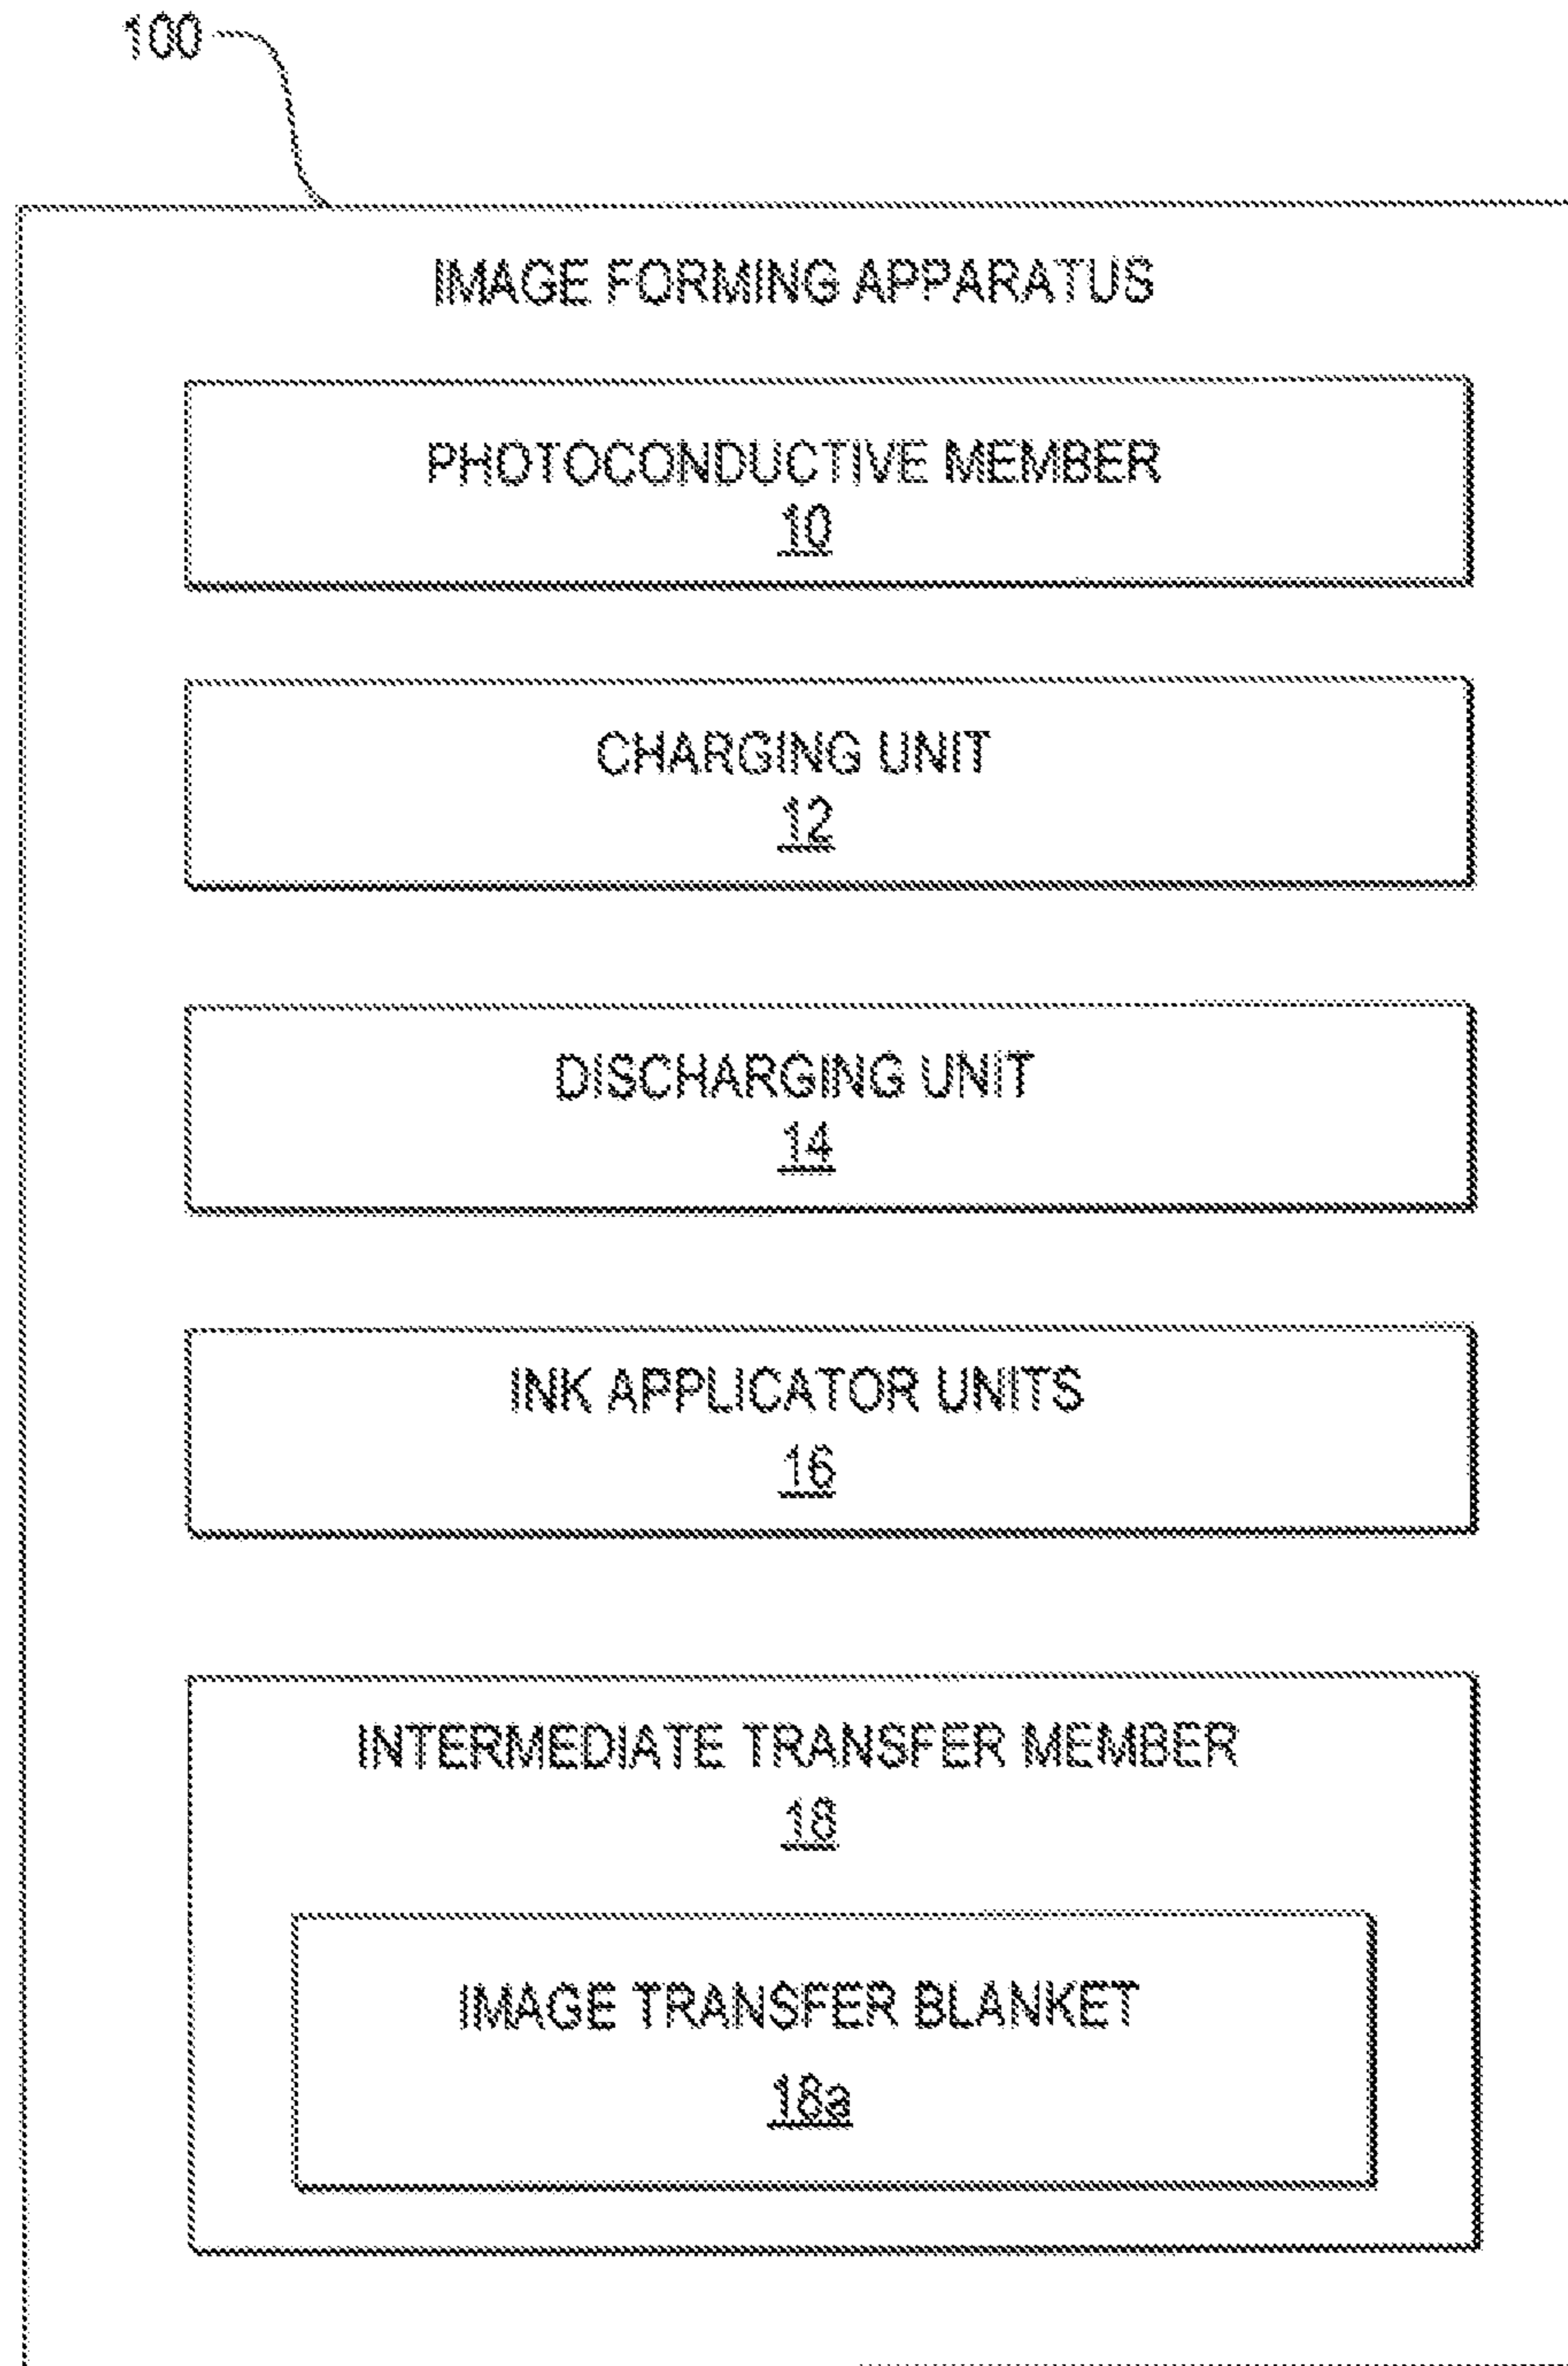 100
IMAGE FORMING APPARATUS
PHOTOCONDUCTIVE MEMBER
10
CHARGING UNIT
12
DISCHARGING UNIT
14
INK APPLICATOR UNITS
16
INTERMEDIATE TRANSFER MEMBER
18
IMAGE TRANSFER BLANKET
18a